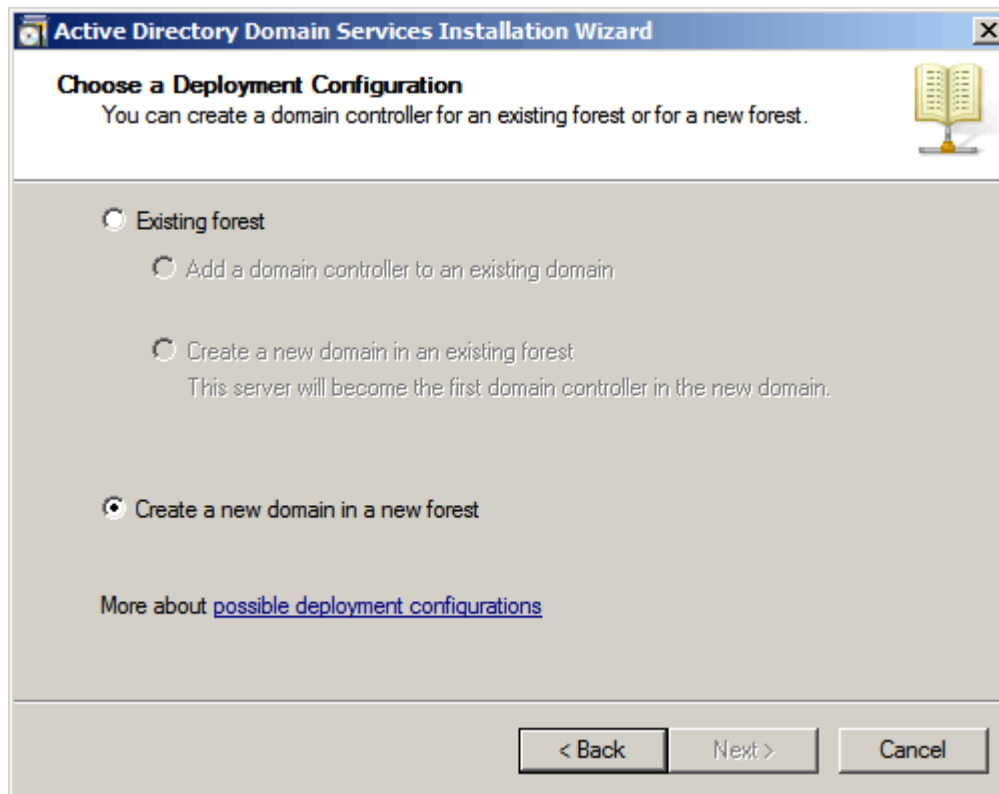 Active Directory Domain Services Installation Wizard
Choose a Deployment Configuration
You can create a domain controller for an existing forest or for a new forest.
Existing forest
Add a domain controller to an existing domain
Create a new domain in an existing forest
This server will become the first domain controller in the new domain.
Create a new domain in a new forest
More about possible deployment configurations
< Back Next > Cancel